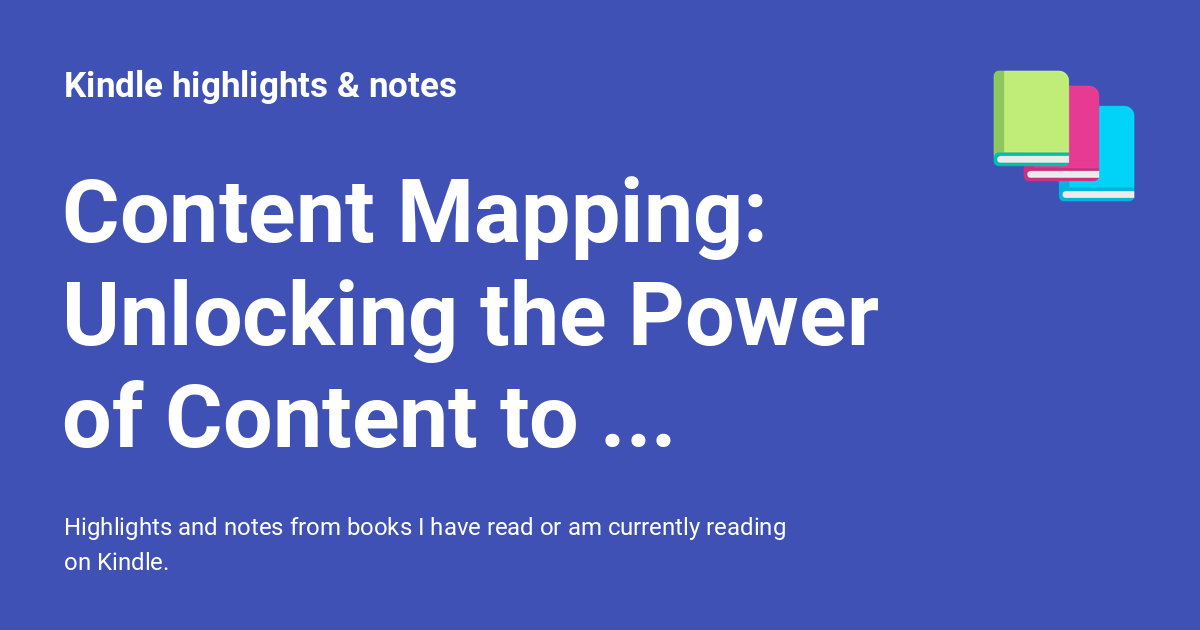 Kindle highlights & notes
Content Mapping:
Unlocking the Power
of Content to ...
Highlights and notes from books I have read or am currently reading
on Kindle.